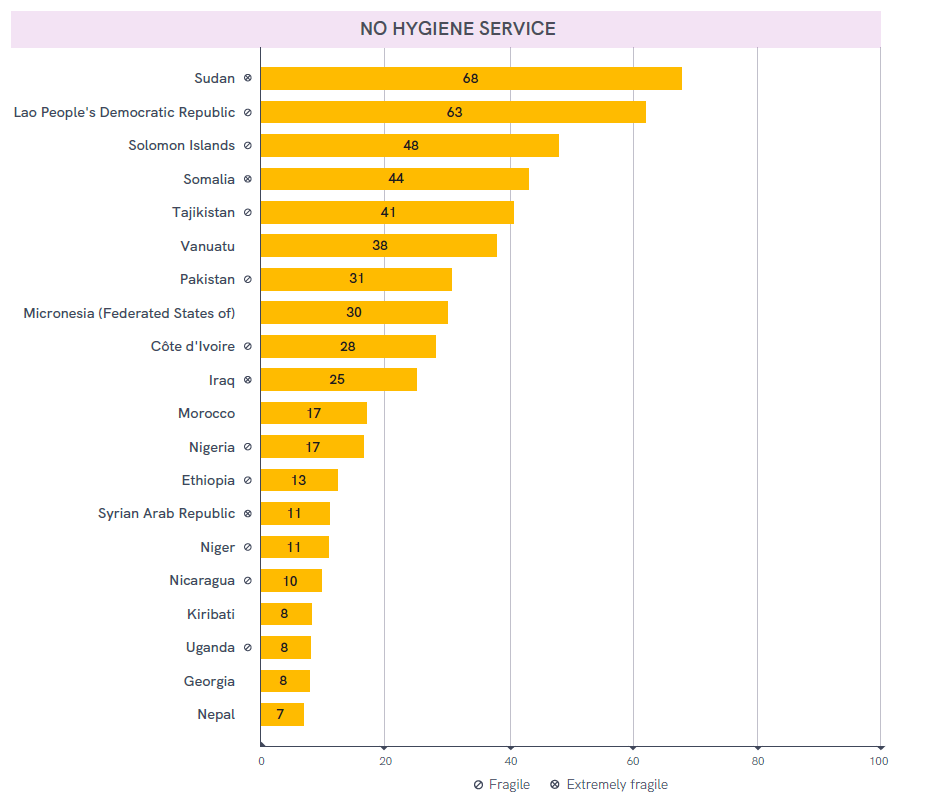 NO HYGIENE SERVICE
Sudan ⊗ 68
Lao People's Democratic Republic ⊘ 63
Solomon Islands ⊘ 48
Somalia ⊗ 44
Tajikistan ⊘ 41
Vanuatu 38
Pakistan ⊘ 31
Micronesia (Federated States of) 30
Côte d'Ivoire ⊘ 28
Iraq ⊗ 25
Morocco 17
Nigeria ⊘ 17
Ethiopia ⊘ 13
Syrian Arab Republic ⊗ 11
Niger ⊘ 11
Nicaragua ⊘ 10
Kiribati 8
Uganda ⊘ 8
Georgia 8
Nepal 7
0 20 40 60 80 100
⊘ Fragile ⊗ Extremely fragile